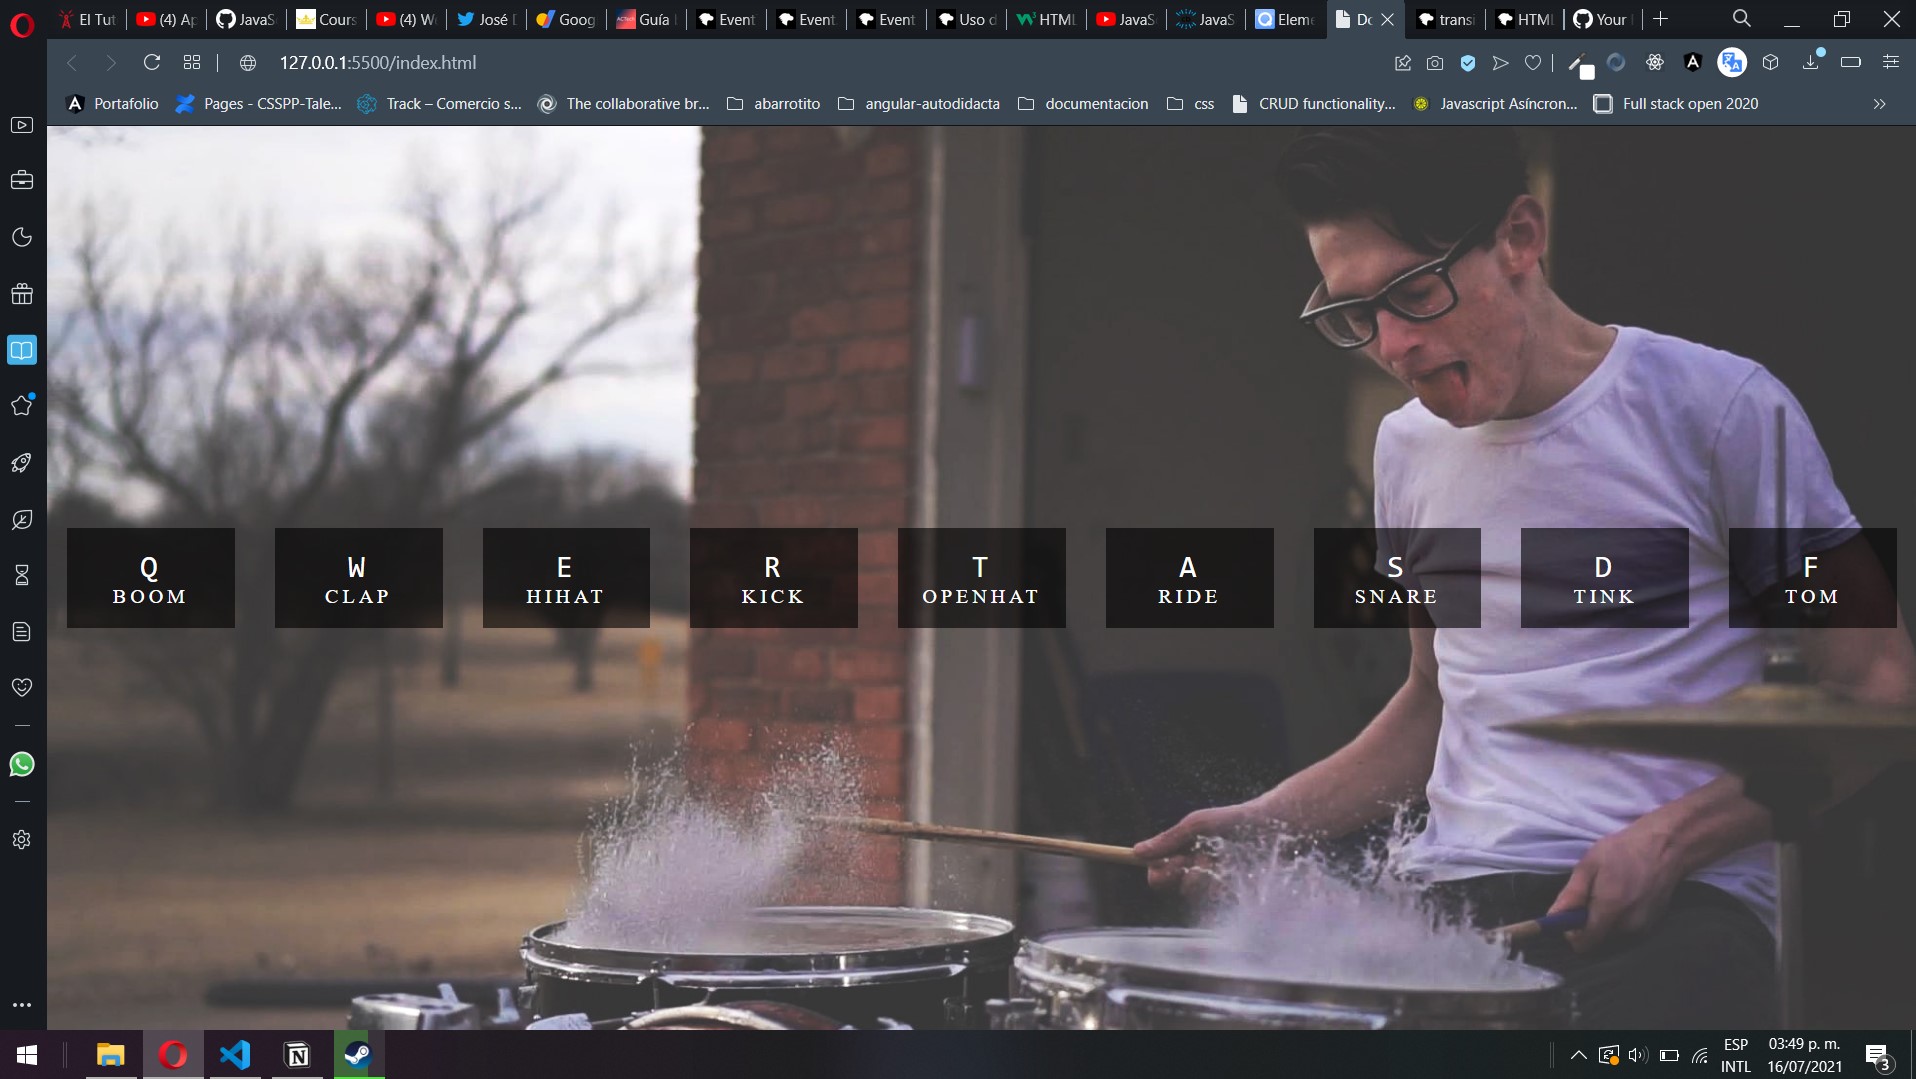 El Tut
(4) Ap
JavaS
Cours
(4) W
José D
Goog
Guía
Event
Event
Event
Uso d
HTML
JavaS
JavaS
Eleme
Do
transi
HTML
Your
127.0.0.1:5500/index.html
Portafolio
Pages - CSSPP-Tale...
Track – Comercio s...
The collaborative br...
abarrotito
angular-autodidacta
documentacion
css
CRUD functionality...
Javascript Asíncron...
Full stack open 2020
Q
BOOM
W
CLAP
E
HIHAT
R
KICK
T
OPENHAT
A
RIDE
S
SNARE
D
TINK
F
TOM
ESP
INTL
03:49 p. m.
16/07/2021
3